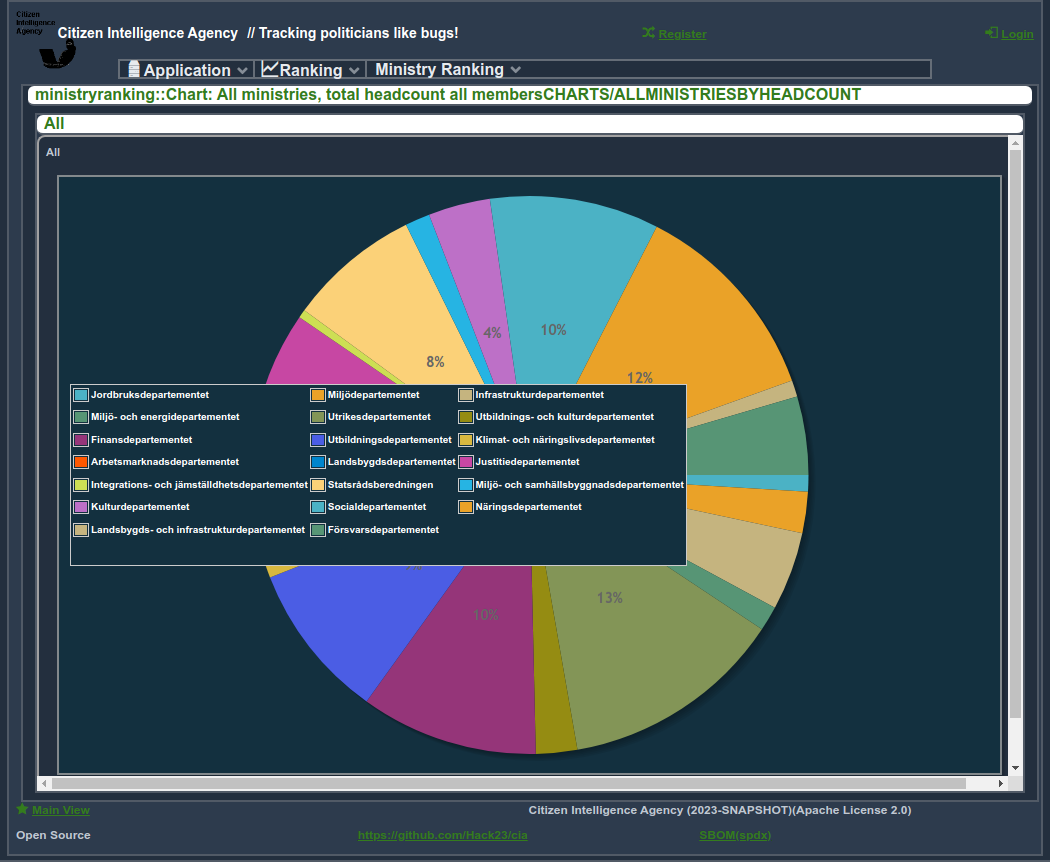 Citizen
Intelligence
Agency
Citizen Intelligence Agency // Tracking politicians like bugs!
Register
Login
Application
Ranking
Ministry Ranking
ministryranking::Chart: All ministries, total headcount all membersCHARTS/ALLMINISTRIESBYHEADCOUNT
All
All
4%
10%
8%
12%
Jordbruksdepartementet Miljödepartementet Infrastrukturdepartementet
Miljö- och energidepartementet Utrikesdepartementet Utbildnings- och kulturdepartementet
Finansdepartementet Utbildningsdepartementet Klimat- och näringslivsdepartementet
Arbetsmarknadsdepartementet Landsbygdsdepartementet Justitiedepartementet
Integrations- och jämställdhetsdepartementet Statsrådsberedningen Miljö- och samhällsbyggnadsdepartementet
Kulturdepartementet Socialdepartementet Näringsdepartementet
Landsbygds- och infrastrukturdepartementet Försvarsdepartementet
13%
10%
Main View
Citizen Intelligence Agency (2023-SNAPSHOT)(Apache License 2.0)
Open Source
https://github.com/Hack23/cia
SBOM(spdx)